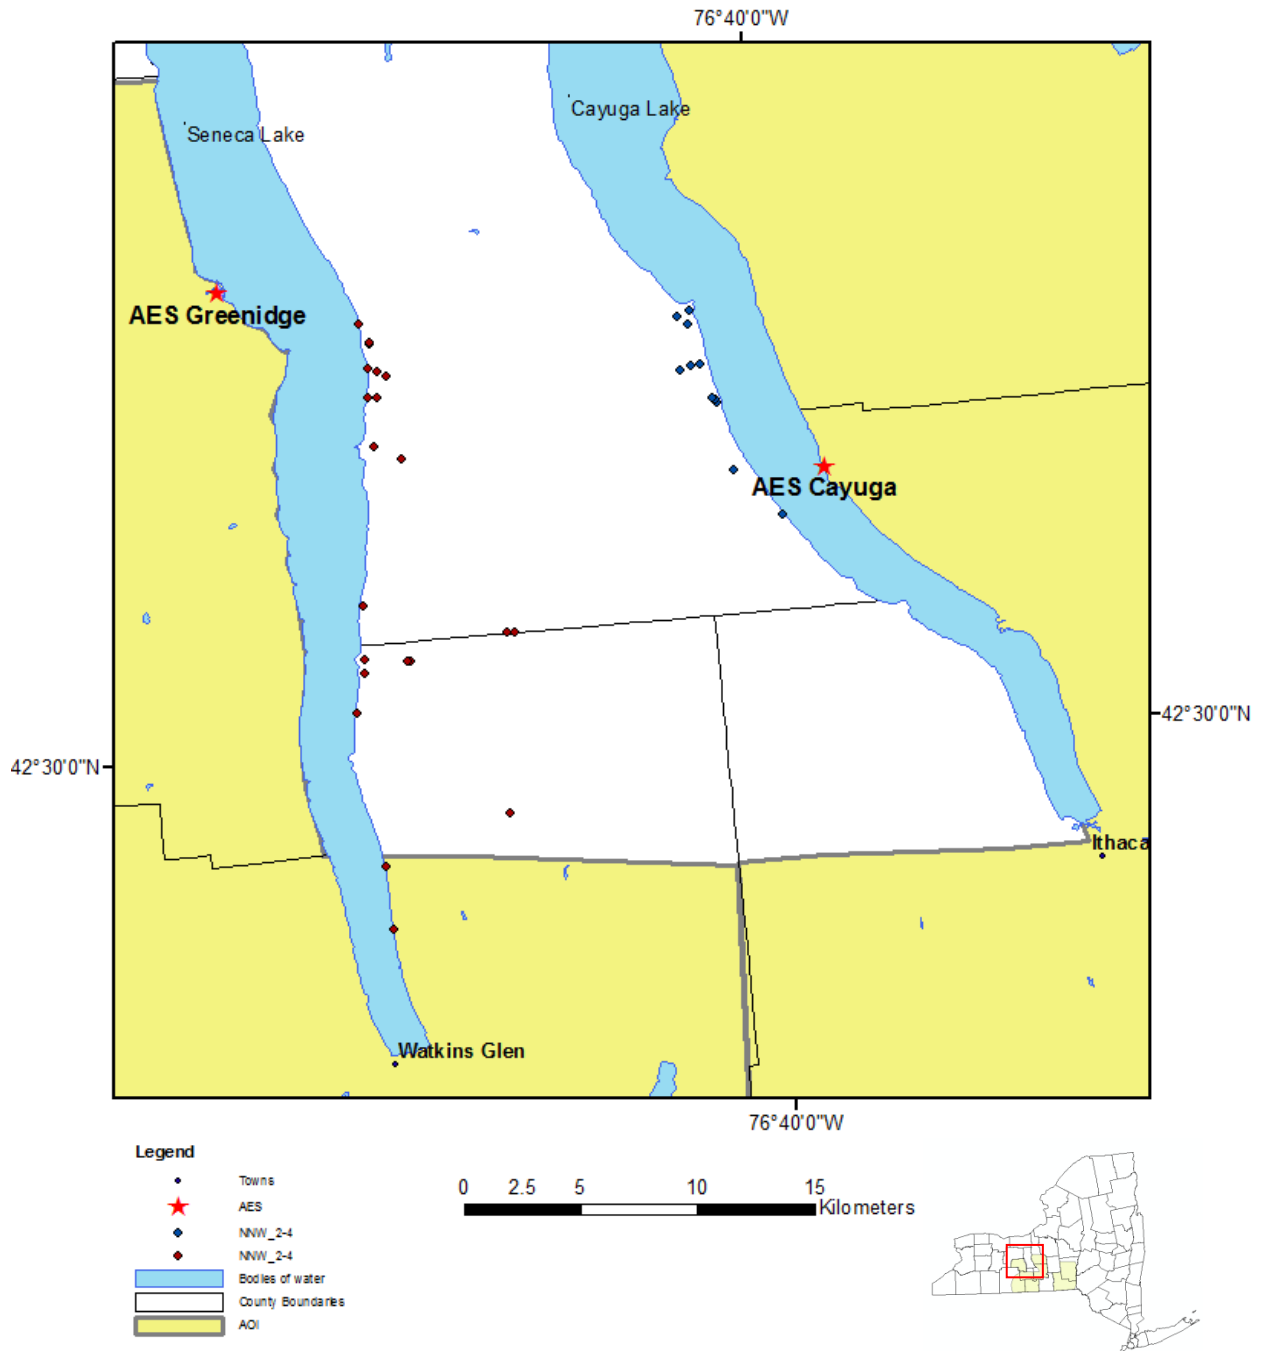 76°40'0"W
Cayuga Lake
Seneca Lake
AES Greenidge
AES Cayuga
42°30'0"N
42°30'0"N
Ithaca
Watkins Glen
76°40'0"W
Legend
Towns
AES
NNW_2-4
NNW_2-4
Bodies of water
County Boundaries
AOI
0 2.5 5 10 15
Kilometers